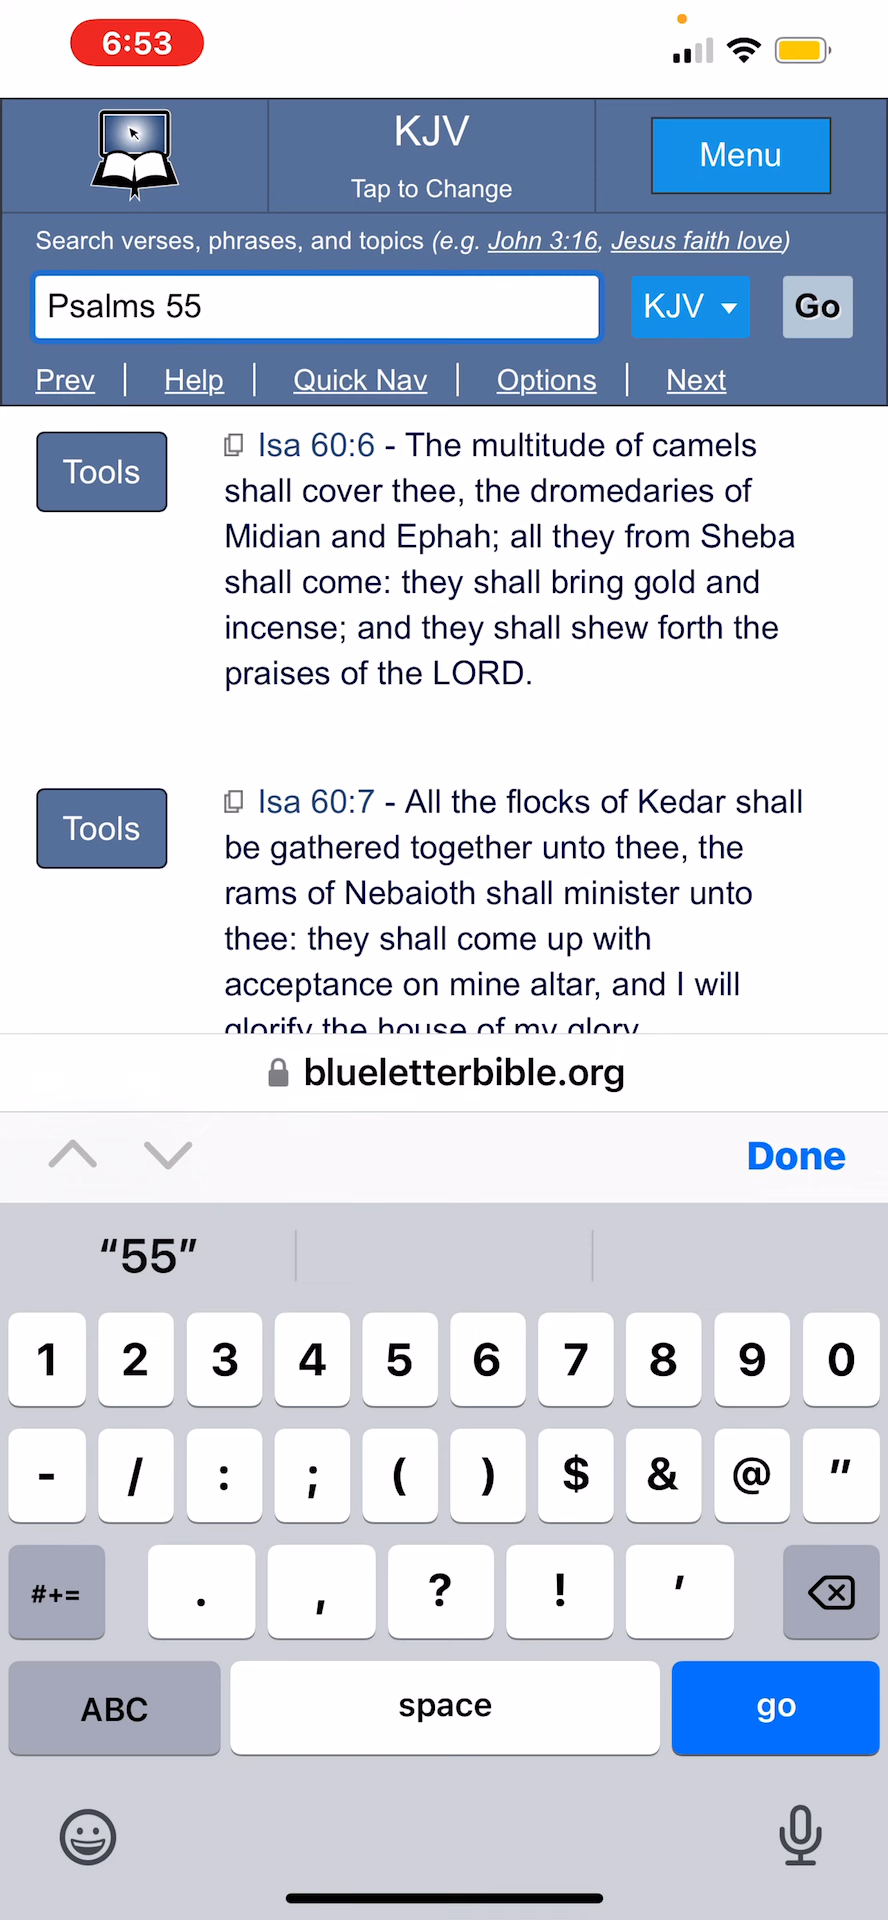 6:53
KJV
Tap to Change
Menu
Search verses, phrases, and topics (e.g. John 3:16, Jesus faith love)
Psalms 55
KJV
Go
Prev | Help | Quick Nav | Options | Next
Tools
Isa 60:6 - The multitude of camels
shall cover thee, the dromedaries of
Midian and Ephah; all they from Sheba
shall come: they shall bring gold and
incense; and they shall shew forth the
praises of the LORD.
Tools
Isa 60:7 - All the flocks of Kedar shall
be gathered together unto thee, the
rams of Nebaioth shall minister unto
thee: they shall come up with
acceptance on mine altar, and I will
glorify the house of my glory.
blueletterbible.org
Done
“55”
1 2 3 4 5 6 7 8 9 0
- / : ; ( ) $ & @ "
#+= . , ? ! '
ABC space go